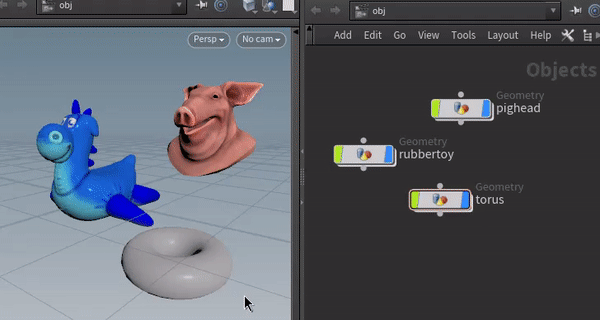 obj
Persp
No cam
obj
Add Edit Go View Tools Layout Help
Objects
Geometry
pighead
Geometry
rubbertoy
Geometry
torus